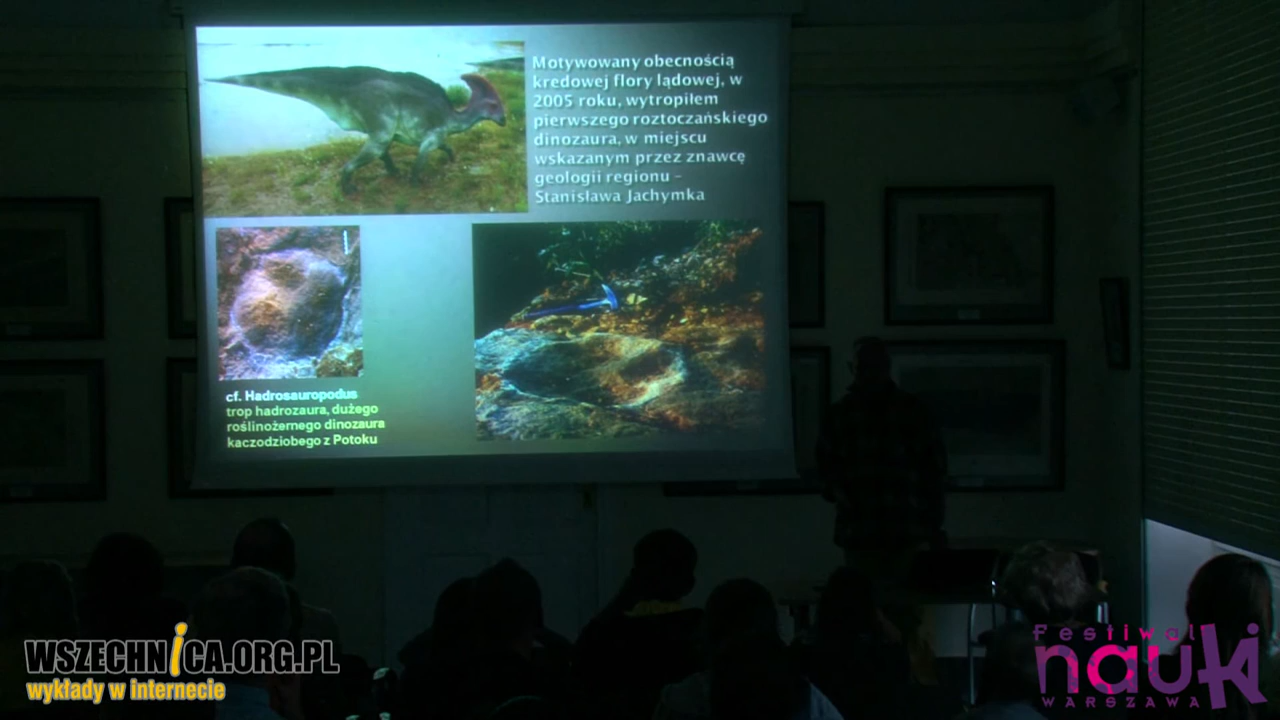 Motywowany obecnością
kredowej flory lądowej, w
2005 roku, wytropiłem
pierwszego roztoczańskiego
dinozaura, w miejscu
wskazanym przez znawcę
geologii regionu –
Stanisława Jachymka
cf. Hadrosauropodus
trop hadrozaura, dużego
roślinożernego dinozaura
kaczodziobego z Potoku
WSZECHNiCA.ORG.PL
wykłady w internecie
Festiwal
nauki
WARSZAWA